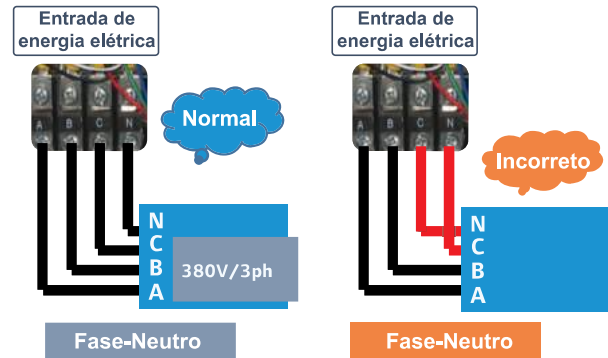 Entrada de
energia elétrica
A B C N
Normal
N
C
B
A
380V/3ph
Fase-Neutro
Entrada de
energia elétrica
A B C N
Incorreto
N
C
B
A
Fase-Neutro